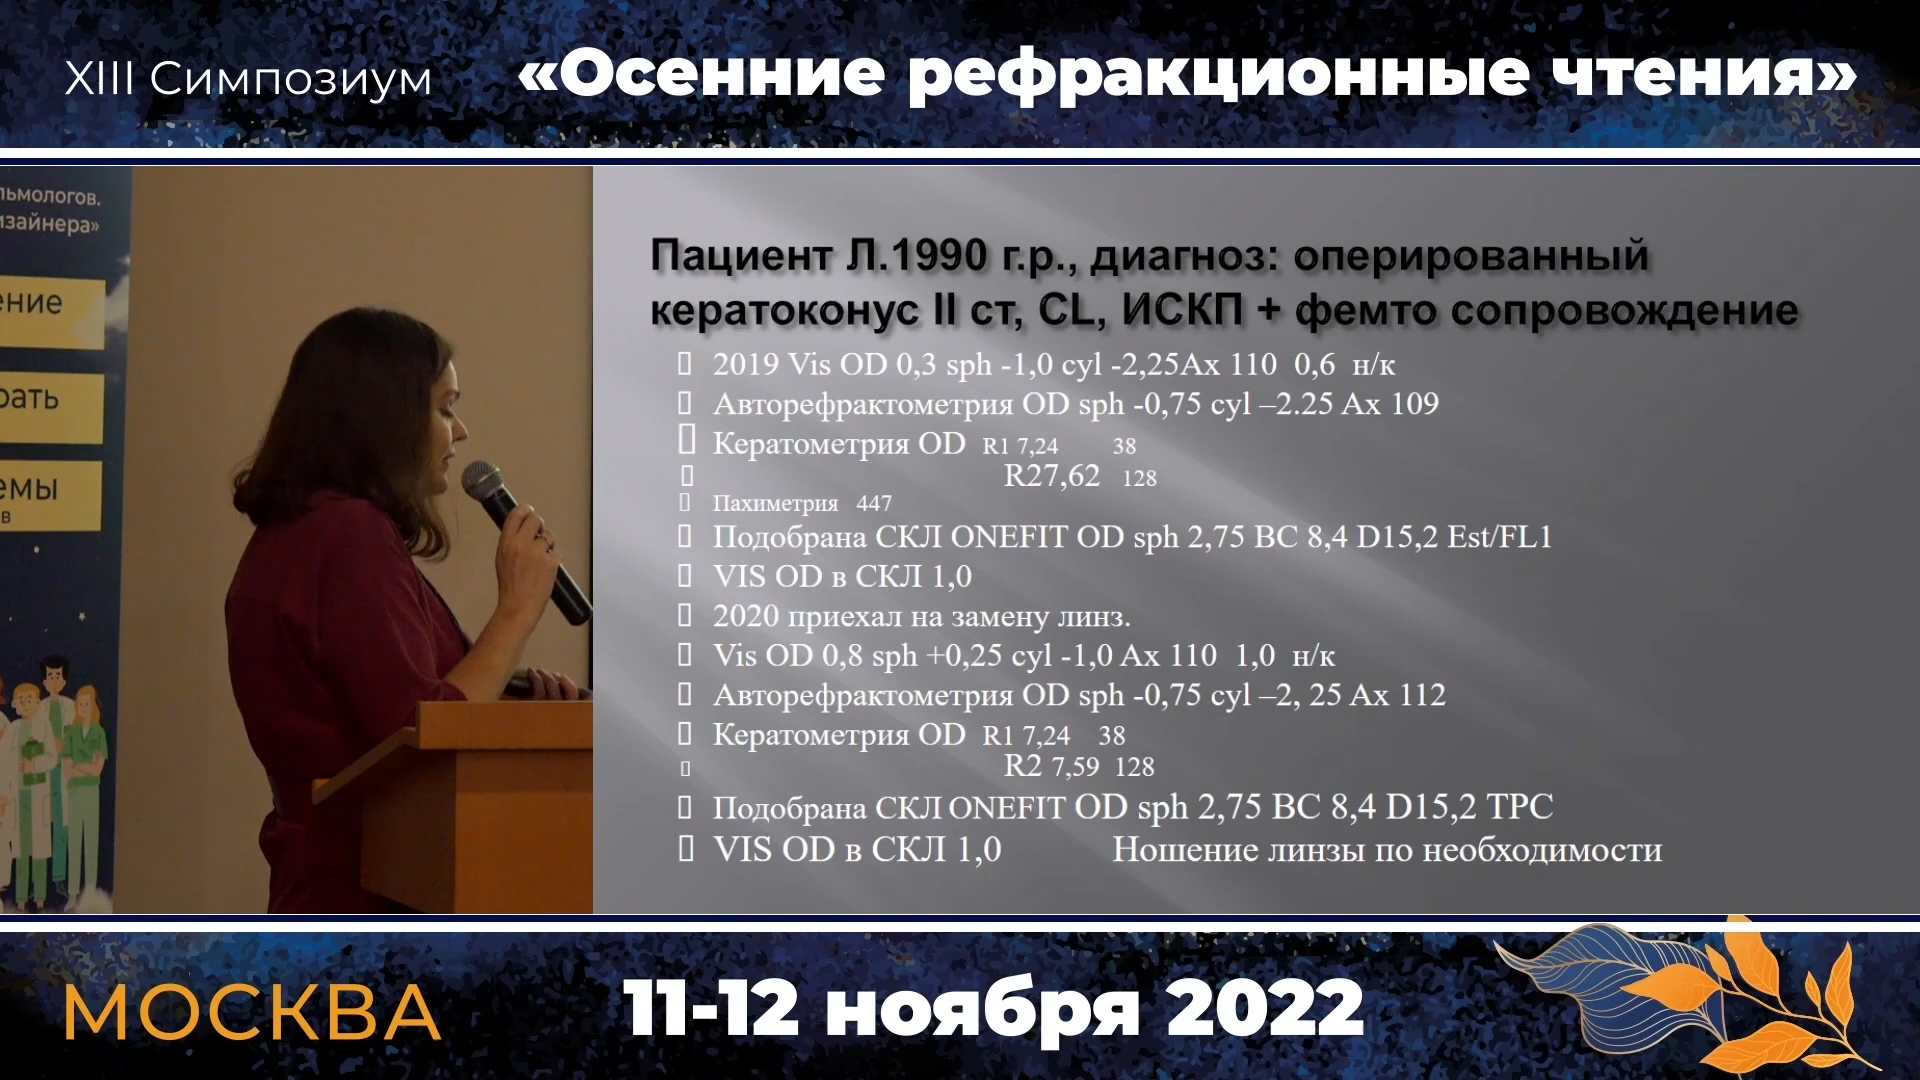 XIII Симпозиум «Осенние рефракционные чтения»
льмологов.
изайнера»
ение
рать
емы
в
Пациент Л.1990 г.р., диагноз: оперированный
кератоконус II ст, CL, ИСКП + фемто сопровождение
2019 Vis OD 0,3 sph -1,0 cyl -2,25Ax 110 0,6 н/к
Авторефрактометрия OD sph -0,75 cyl –2.25 Ax 109
Кератометрия OD R1 7,24 38
R27,62 128
Пахиметрия 447
Подобрана СКЛ ONEFIT OD sph 2,75 BC 8,4 D15,2 Est/FL1
VIS OD в СКЛ 1,0
2020 приехал на замену линз.
Vis OD 0,8 sph +0,25 cyl -1,0 Ax 110 1,0 н/к
Авторефрактометрия OD sph -0,75 cyl –2, 25 Ax 112
Кератометрия OD R1 7,24 38
R2 7,59 128
Подобрана СКЛ ONEFIT OD sph 2,75 BC 8,4 D15,2 TPC
VIS OD в СКЛ 1,0 Ношение линзы по необходимости
МОСКВА 11-12 ноября 2022